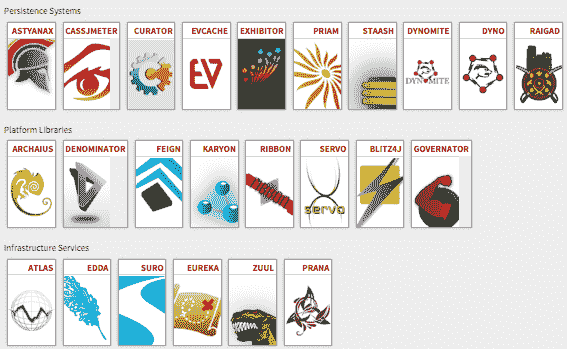 Persistence Systems
ASTYANAX CASSJMETER CURATOR EVCACHE EXHIBITOR PRIAM STAASH DYNOMITE DYNO RAIGAD
EV DYNOMITE
Platform Libraries
ARCHAIUS DENOMINATOR FEIGN KARYON RIBBON SERVO BLITZ4J GOVERNATOR
servo
Infrastructure Services
ATLAS EDDA SURO EUREKA ZUUL PRANA